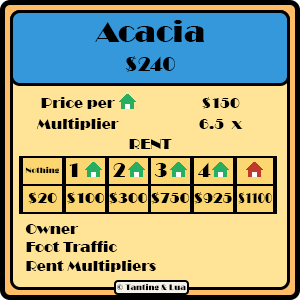 Acacia
$240
Price per $150
Multiplier 6.5 x
RENT
Nothing 1 2 3 4
$20 $100 $300 $750 $925 $1100
Owner
Foot Traffic
Rent Multipliers
© Tanting & Lua